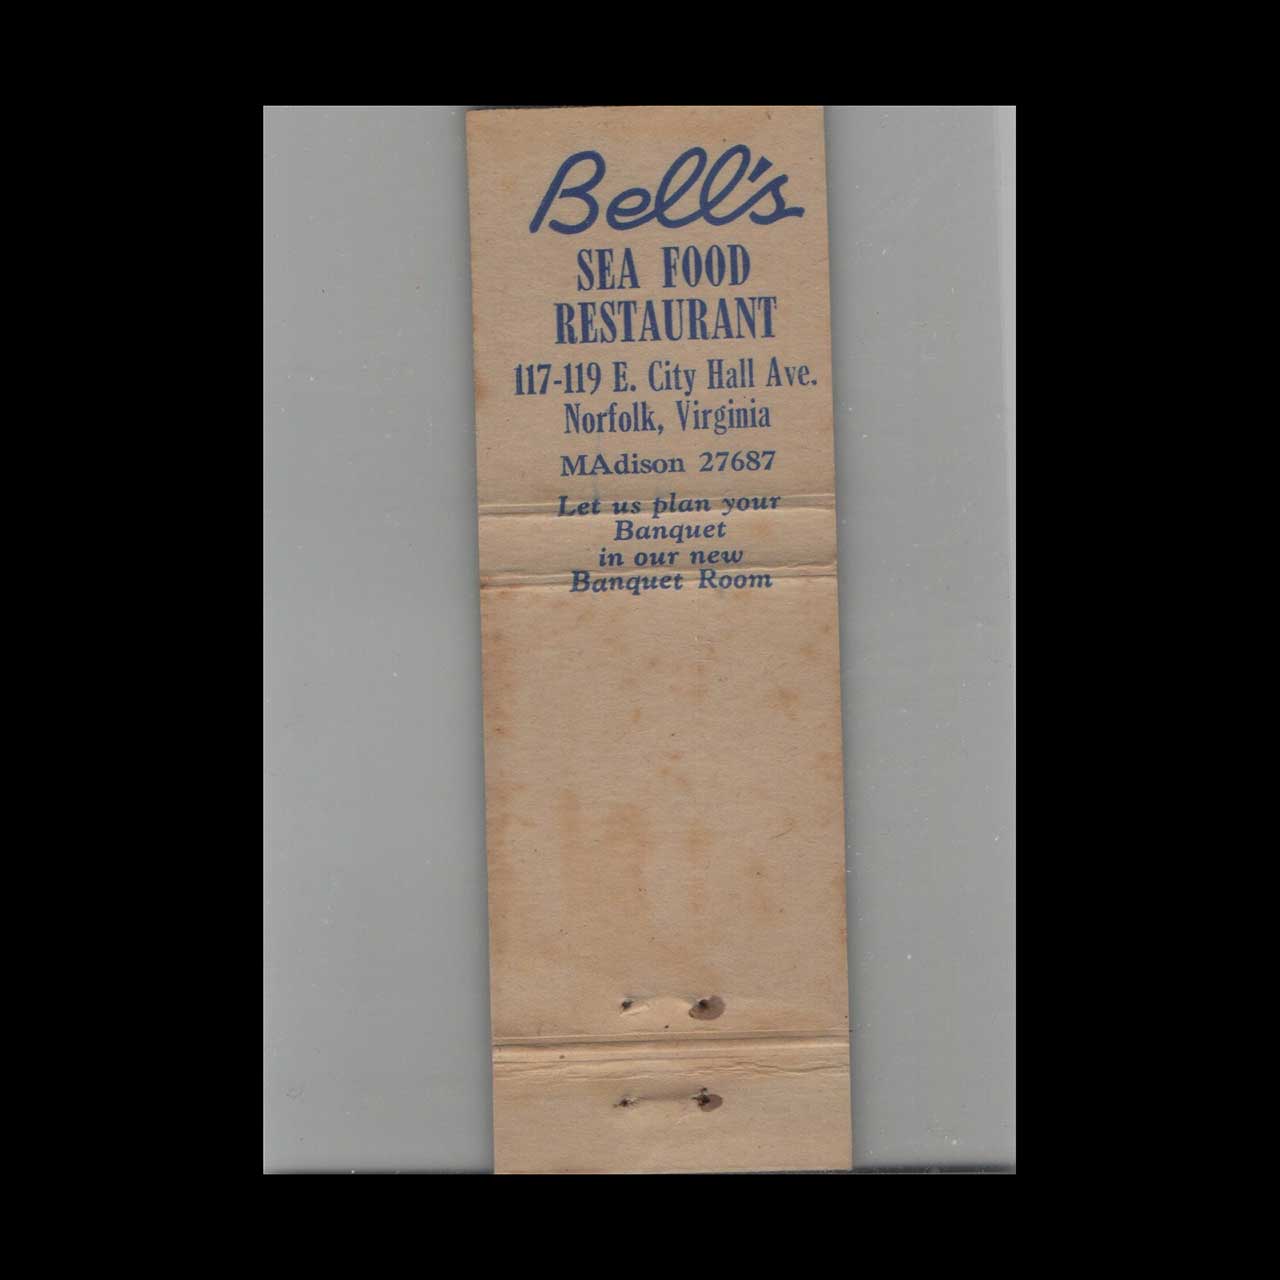 Bell's
SEA FOOD
RESTAURANT
117-119 E. City Hall Ave.
Norfolk, Virginia
MAdison 27687
Let us plan your
Banquet
in our new
Banquet Room